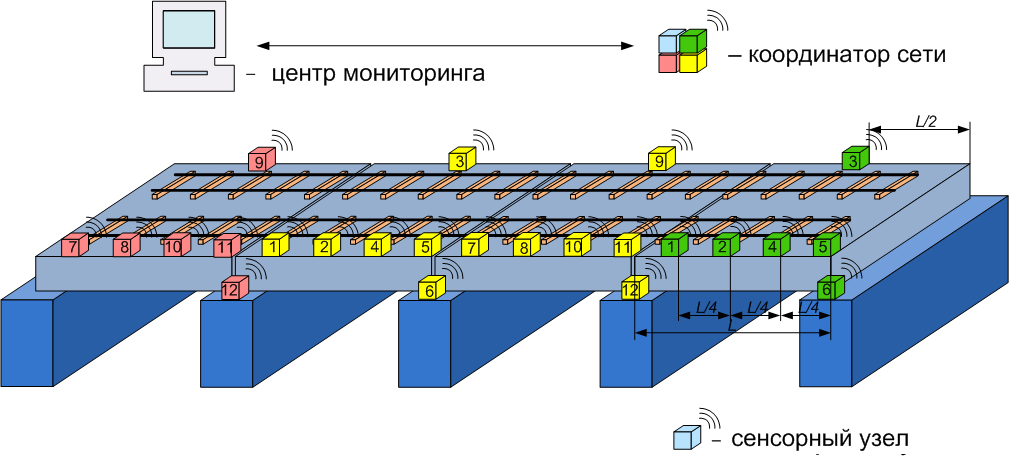 – центр мониторинга
– координатор сети
L/2
9 3 9 3
7 8 10 11 1 2 4 5 7 8 10 11 1 2 4 5
12 6 12 6
L/4 L/4 L/4
L
– сенсорный узел